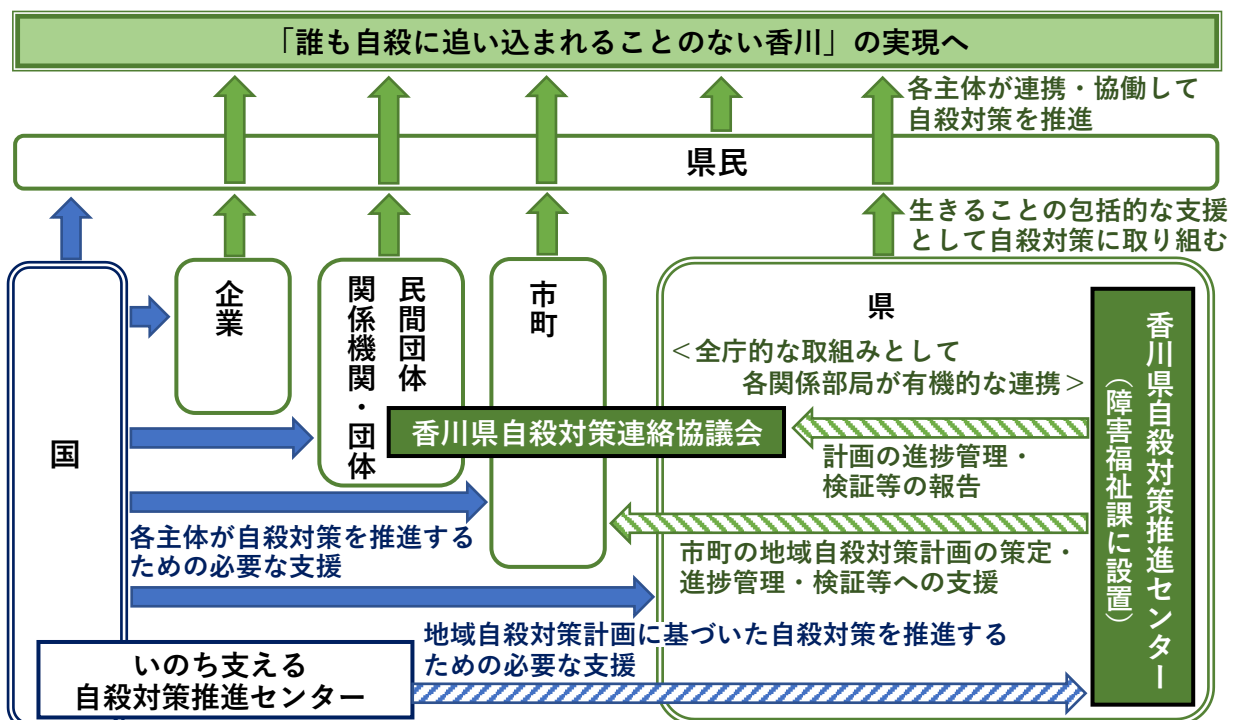 「誰も自殺に追い込まれることのない香川」の実現へ
各主体が連携・協働して
自殺対策を推進
県民
生きることの包括的な支援
として自殺対策に取り組む
国
企業
民間団体
関係機関・団体
市町
県
＜全庁的な取組みとして
各関係部局が有機的な連携＞
香川県自殺対策推進センター
（障害福祉課に設置）
香川県自殺対策連絡協議会
計画の進捗管理・
検証等の報告
各主体が自殺対策を推進する
ための必要な支援
市町の地域自殺対策計画の策定・
進捗管理・検証等への支援
地域自殺対策計画に基づいた自殺対策を推進する
ための必要な支援
いのち支える
自殺対策推進センター